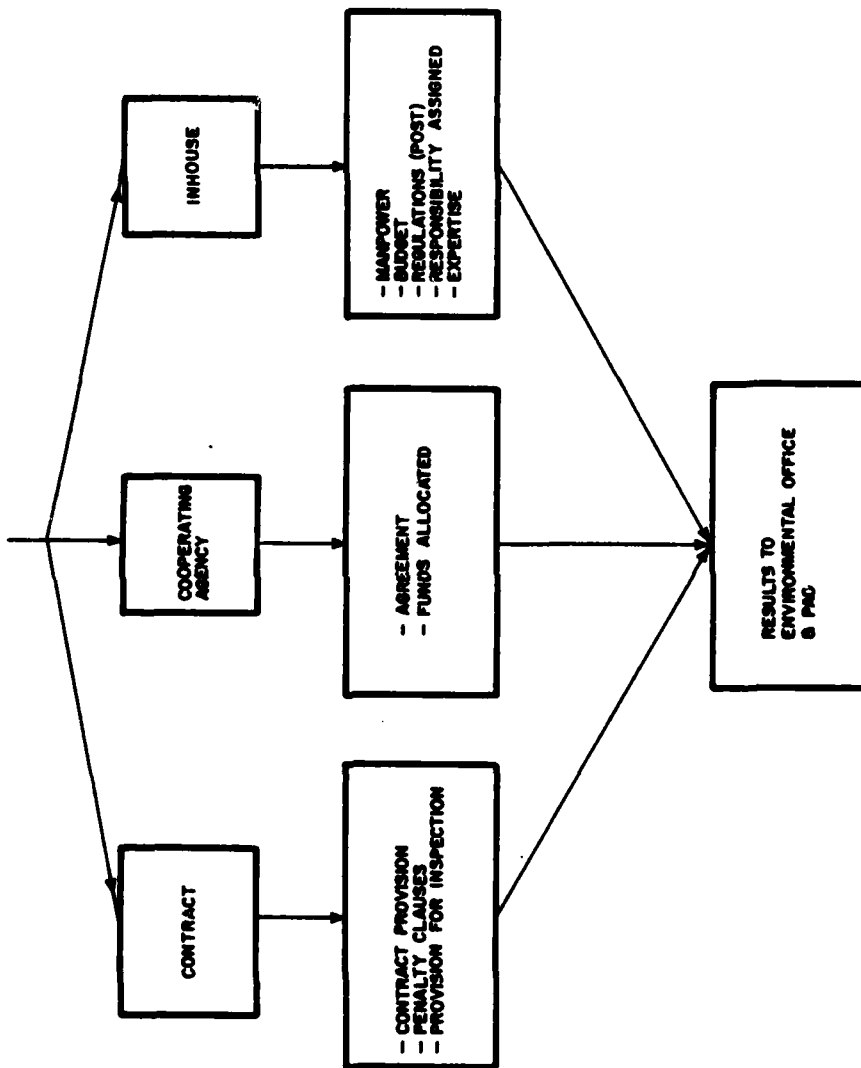 CONTRACT
COOPERATING
AGENCY
INHOUSE
– CONTRACT PROVISION
– PENALTY CLAUSES
– PROVISION FOR INSPECTION
– AGREEMENT
– FUNDS ALLOCATED
– MANPOWER
– BUDGET
– REGULATIONS (POST)
– RESPONSIBILITY ASSIGNED
– EXPERTISE
RESULTS TO
ENVIRONMENTAL OFFICE
& PAO